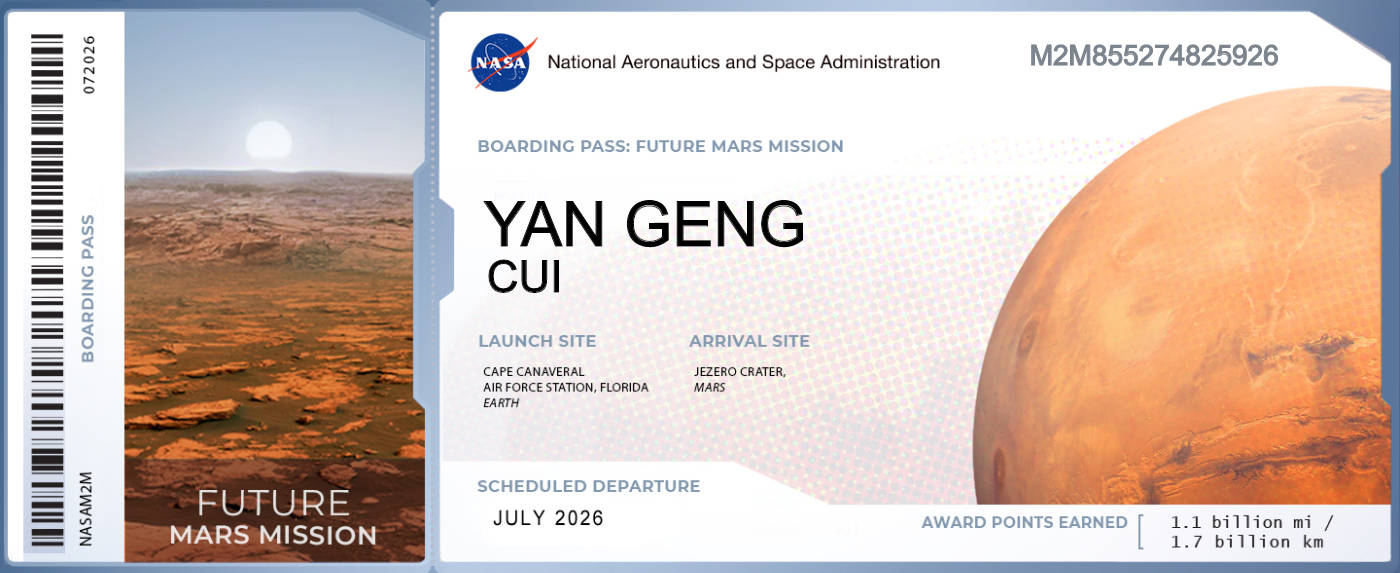 072026
BOARDING PASS
NASAM2M
FUTURE
MARS MISSION
NASA
National Aeronautics and Space Administration
M2M855274825926
BOARDING PASS: FUTURE MARS MISSION
YAN GENG
CUI
LAUNCH SITE
CAPE CANAVERAL
AIR FORCE STATION, FLORIDA
EARTH
ARRIVAL SITE
JEZERO CRATER,
MARS
SCHEDULED DEPARTURE
JULY 2026
AWARD POINTS EARNED
1.1 billion mi /
1.7 billion km